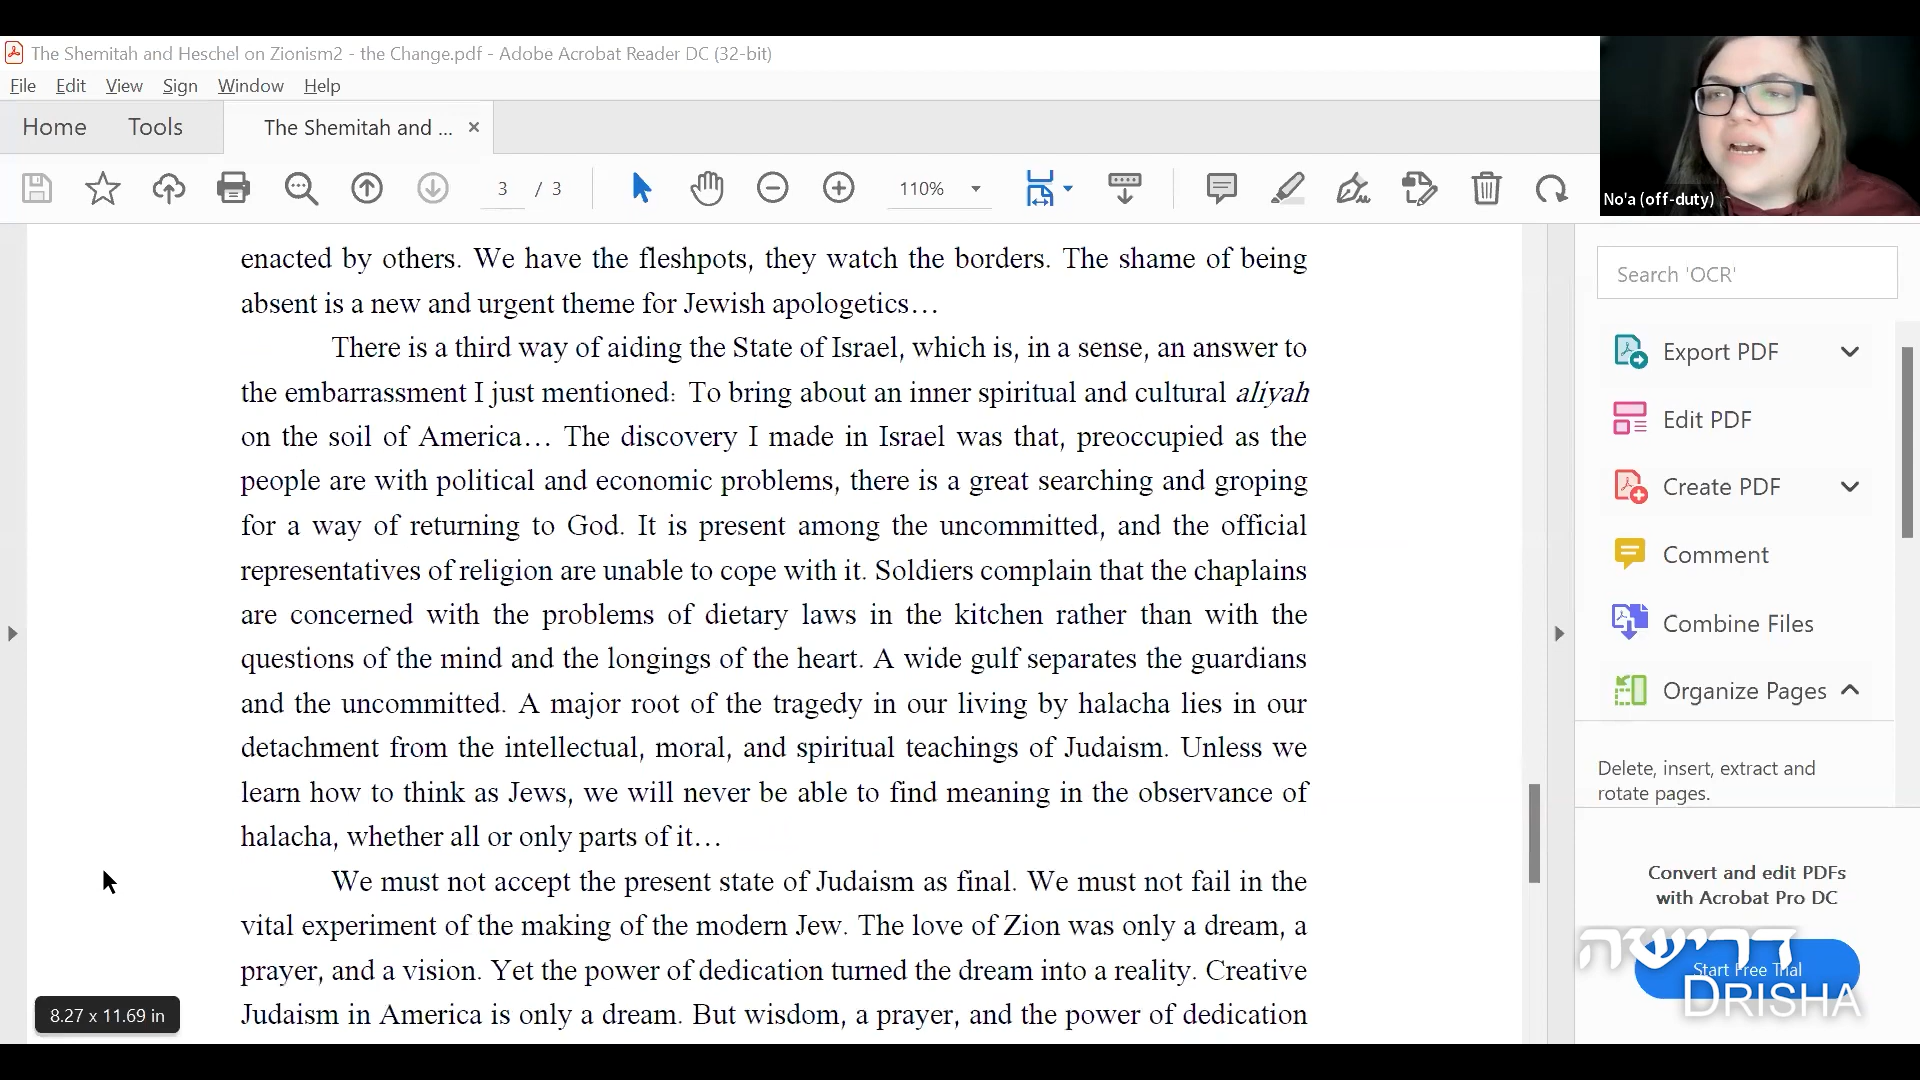 The Shemitah and Heschel on Zionism2 - the Change.pdf - Adobe Acrobat Reader DC (32-bit)
File Edit View Sign Window Help
Home Tools The Shemitah and ... ×
3 / 3 110%
No'a (off-duty)
enacted by others. We have the fleshpots, they watch the borders. The shame of being
absent is a new and urgent theme for Jewish apologetics…
There is a third way of aiding the State of Israel, which is, in a sense, an answer to
the embarrassment I just mentioned: To bring about an inner spiritual and cultural aliyah
on the soil of America… The discovery I made in Israel was that, preoccupied as the
people are with political and economic problems, there is a great searching and groping
for a way of returning to God. It is present among the uncommitted, and the official
representatives of religion are unable to cope with it. Soldiers complain that the chaplains
are concerned with the problems of dietary laws in the kitchen rather than with the
questions of the mind and the longings of the heart. A wide gulf separates the guardians
and the uncommitted. A major root of the tragedy in our living by halacha lies in our
detachment from the intellectual, moral, and spiritual teachings of Judaism. Unless we
learn how to think as Jews, we will never be able to find meaning in the observance of
halacha, whether all or only parts of it…
We must not accept the present state of Judaism as final. We must not fail in the
vital experiment of the making of the modern Jew. The love of Zion was only a dream, a
prayer, and a vision. Yet the power of dedication turned the dream into a reality. Creative
Judaism in America is only a dream. But wisdom, a prayer, and the power of dedication
8.27 x 11.69 in
Search 'OCR'
Export PDF
Edit PDF
Create PDF
Comment
Combine Files
Organize Pages
Delete, insert, extract and
rotate pages.
Convert and edit PDFs
with Acrobat Pro DC
Start Free Trial
דרישה
DRISHA